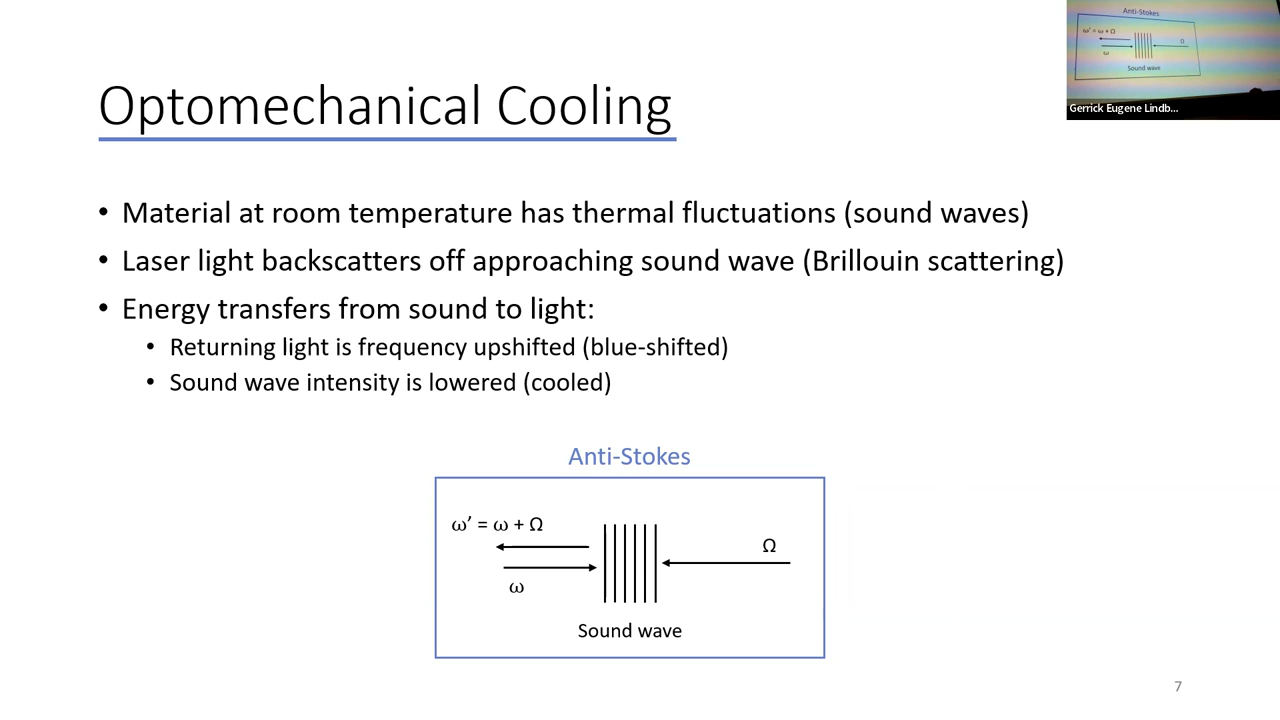 Anti-Stokes
ω' = ω + Ω
Ω
ω
Sound wave
Gerrick Eugene Lindb...
Optomechanical Cooling
• Material at room temperature has thermal fluctuations (sound waves)
• Laser light backscatters off approaching sound wave (Brillouin scattering)
• Energy transfers from sound to light:
• Returning light is frequency upshifted (blue-shifted)
• Sound wave intensity is lowered (cooled)
Anti-Stokes
ω’ = ω + Ω
Ω
ω
Sound wave
7